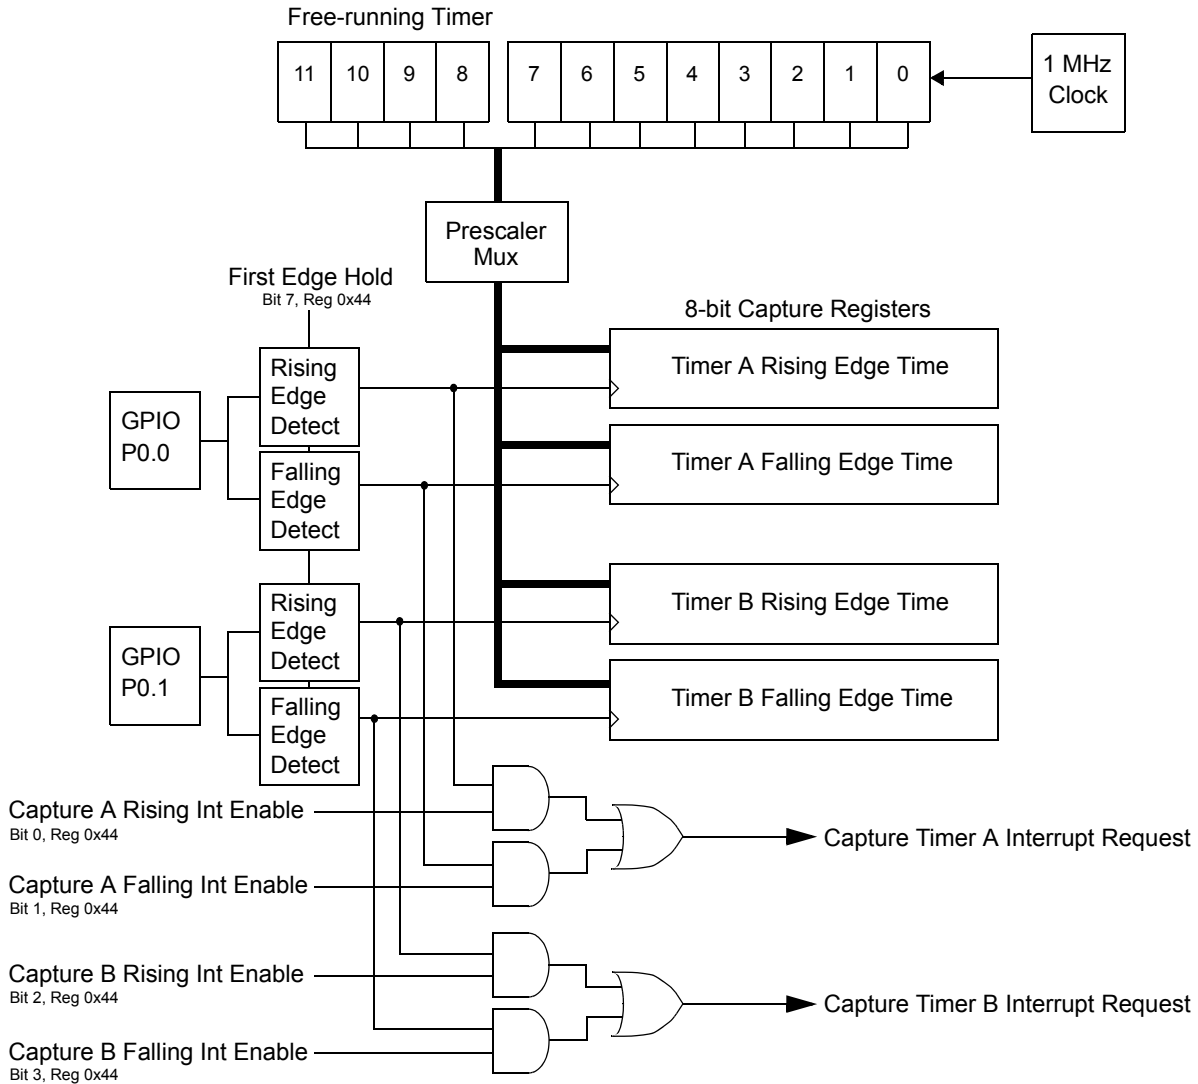 Free-running Timer
11 10 9 8 7 6 5 4 3 2 1 0
1 MHz
Clock
Prescaler
Mux
First Edge Hold
Bit 7, Reg 0x44
8-bit Capture Registers
Rising
Edge
Detect
Timer A Rising Edge Time
GPIO
P0.0
Falling
Edge
Detect
Timer A Falling Edge Time
Rising
Edge
Detect
Timer B Rising Edge Time
GPIO
P0.1
Falling
Edge
Detect
Timer B Falling Edge Time
Capture A Rising Int Enable
Bit 0, Reg 0x44
Capture Timer A Interrupt Request
Capture A Falling Int Enable
Bit 1, Reg 0x44
Capture B Rising Int Enable
Bit 2, Reg 0x44
Capture Timer B Interrupt Request
Capture B Falling Int Enable
Bit 3, Reg 0x44